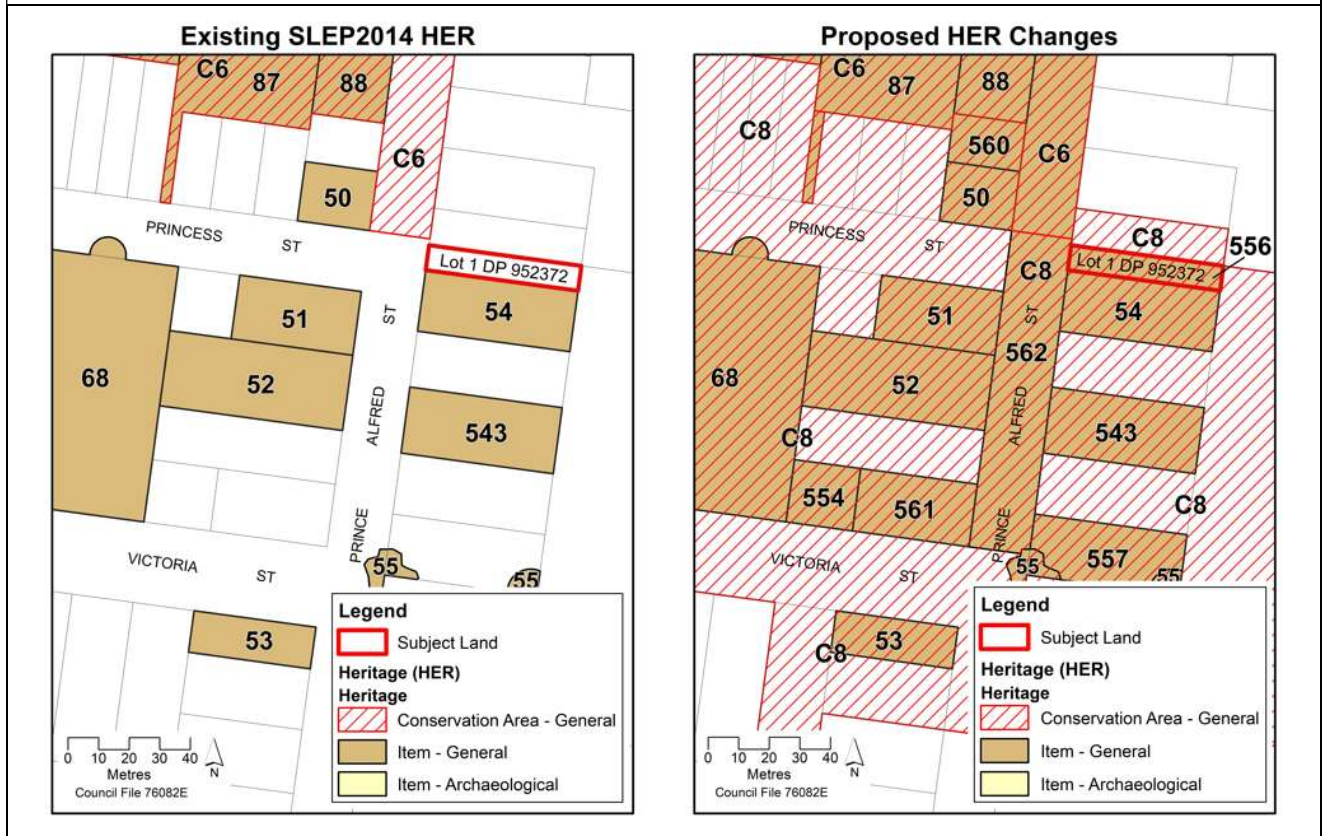 Existing SLEP2014 HER
C6
87
88
C6
50
PRINCESS ST
Lot 1 DP 952372
51
54
68
52
543
PRINCE ALFRED ST
VICTORIA ST
55
55
53
Legend
Subject Land
Heritage (HER)
Heritage
Conservation Area - General
Item - General
Item - Archaeological
0 10 20 30 40
Metres
N
Council File 76082E
Proposed HER Changes
C6
87
88
C8
560
C6
50
PRINCESS ST
C8
556
C8
Lot 1 DP 952372
51
54
562
68
52
543
PRINCE ALFRED ST
C8
554
561
C8
557
VICTORIA ST
55
55
53
C8
Legend
Subject Land
Heritage (HER)
Heritage
Conservation Area - General
Item - General
Item - Archaeological
0 10 20 30 40
Metres
N
Council File 76082E